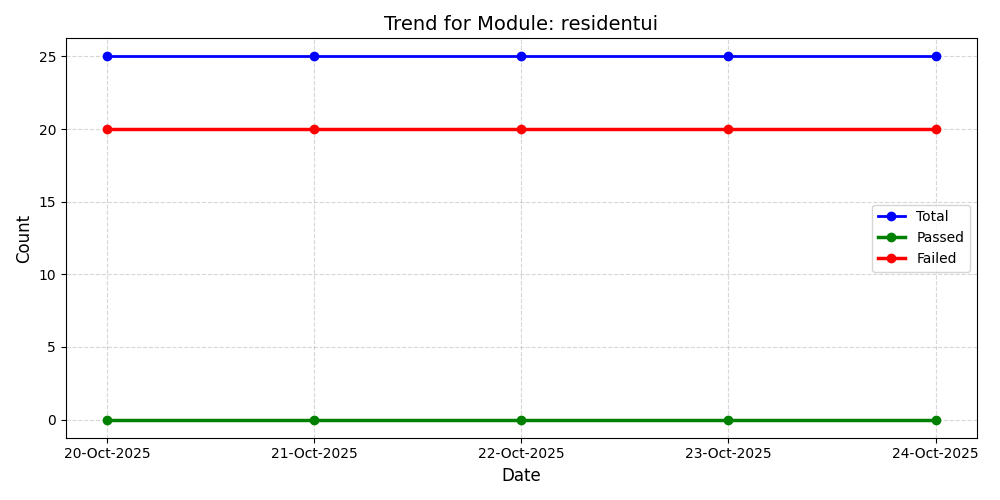 Trend for Module: residentui
Count
25
20
15
10
5
0
Total
Passed
Failed
20-Oct-2025
21-Oct-2025
22-Oct-2025
23-Oct-2025
24-Oct-2025
Date